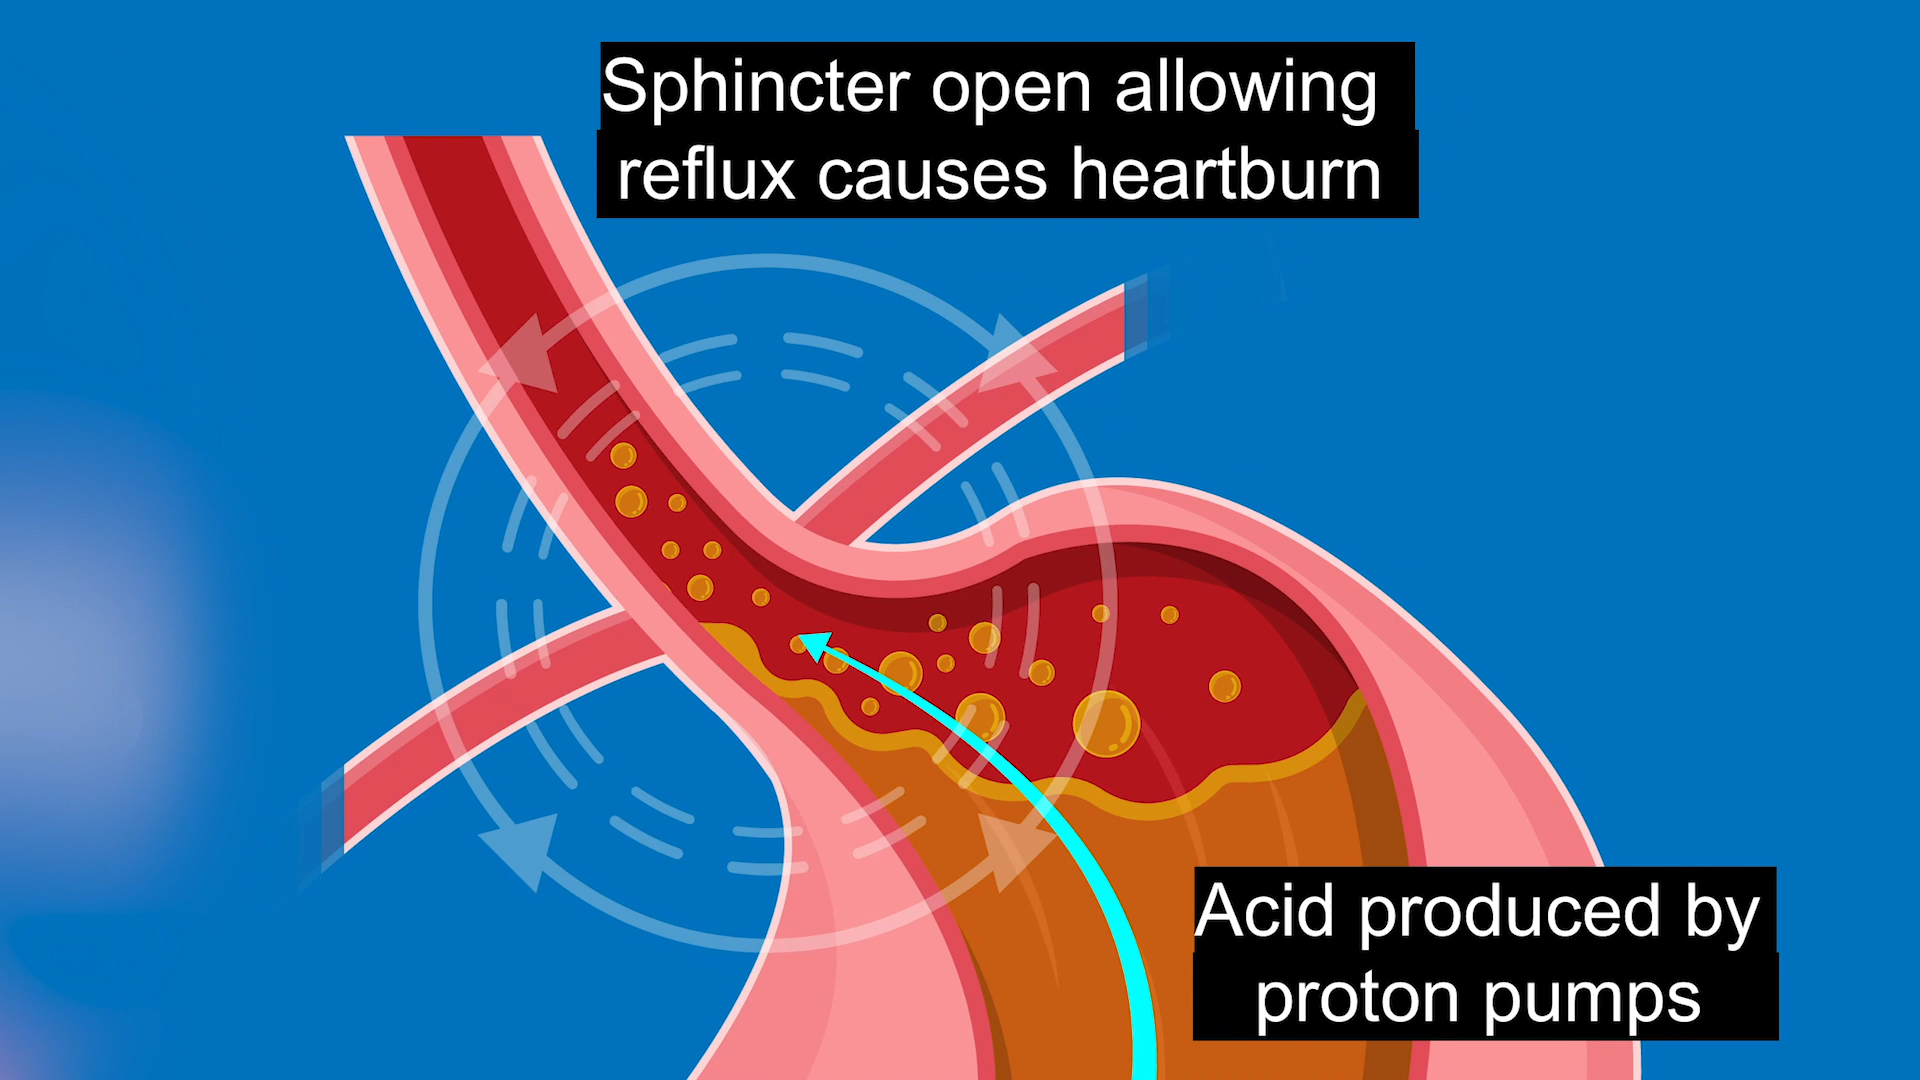 Sphincter open allowing
reflux causes heartburn
Acid produced by
proton pumps